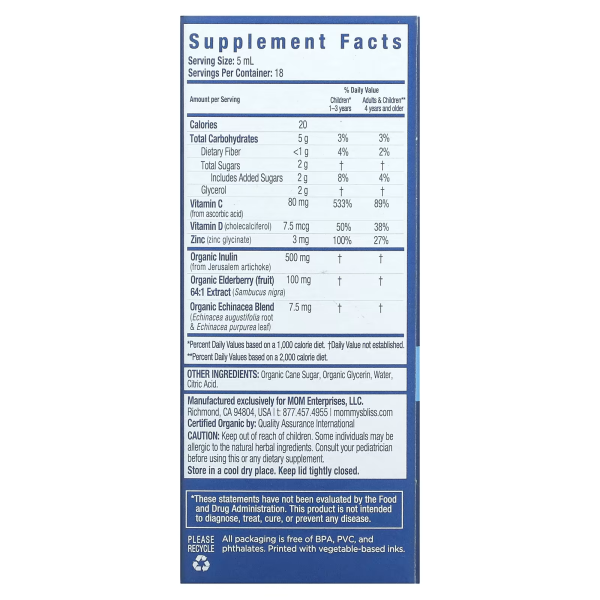 Supplement Facts
Serving Size: 5 mL
Servings Per Container: 18
% Daily Value
Amount per Serving Children* 1–3 years Adults & Children** 4 years and older
Calories 20
Total Carbohydrates 5 g 3% 3%
Dietary Fiber <1 g 4% 2%
Total Sugars 2 g † †
Includes Added Sugars 2 g 8% 4%
Glycerol 2 g † †
Vitamin C 80 mg 533% 89%
(from ascorbic acid)
Vitamin D (cholecalciferol) 7.5 mcg 50% 38%
Zinc (zinc glycinate) 3 mg 100% 27%
Organic Inulin 500 mg † †
(from Jerusalem artichoke)
Organic Elderberry (fruit) 100 mg † †
64:1 Extract (Sambucus nigra)
Organic Echinacea Blend 7.5 mg † †
(Echinacea augustifolia root
& Echinacea purpurea leaf)
*Percent Daily Values based on a 1,000 calorie diet. †Daily Value not established.
**Percent Daily Values based on a 2,000 calorie diet.
OTHER INGREDIENTS: Organic Cane Sugar, Organic Glycerin, Water,
Citric Acid.
Manufactured exclusively for MOM Enterprises, LLC.
Richmond, CA 94804, USA | t: 877.457.4955 | mommysbliss.com
Certified Organic by: Quality Assurance International
CAUTION: Keep out of reach of children. Some individuals may be
allergic to the natural herbal ingredients. Consult your pediatrician
before using this or any dietary supplement.
Store in a cool dry place. Keep lid tightly closed.
*These statements have not been evaluated by the Food
and Drug Administration. This product is not intended
to diagnose, treat, cure, or prevent any disease.
PLEASE RECYCLE
All packaging is free of BPA, PVC, and
phthalates. Printed with vegetable-based inks.